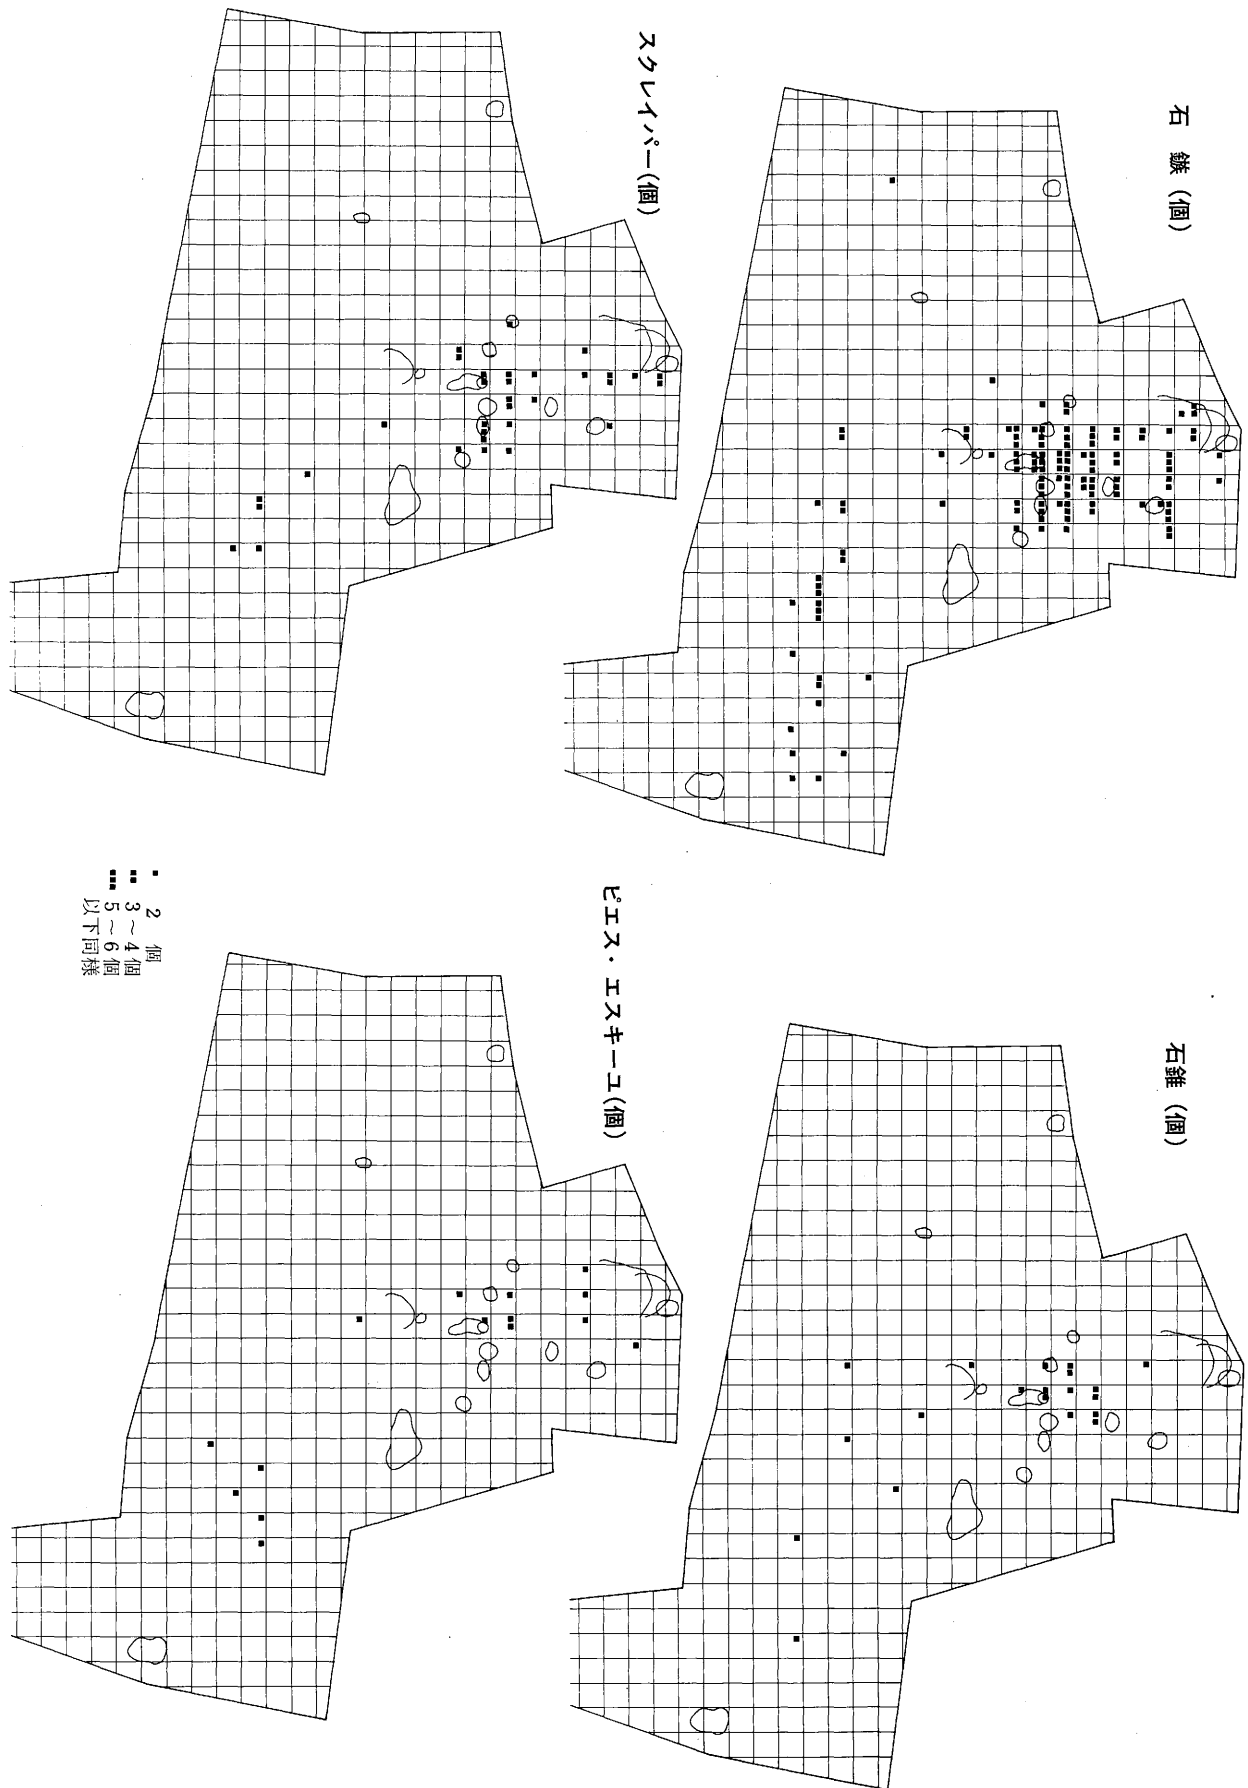 石鏃(個)
スクレイパー(個)
石錐(個)
ピエス・エスキーユ(個)
2個
3~4個
5~6個
以下同様